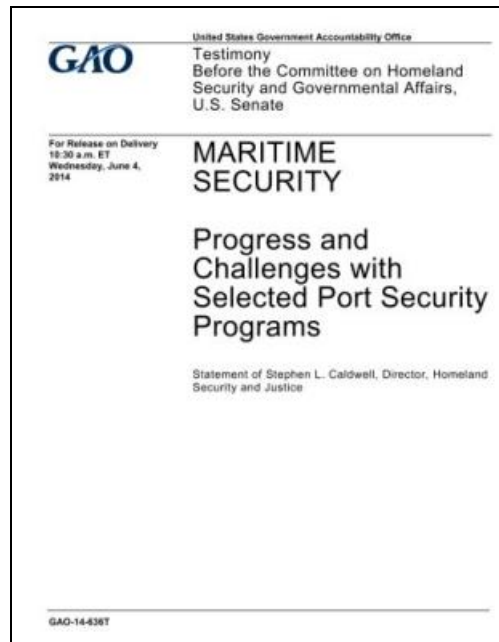 United States Government Accountability Office
GAO
Testimony
Before the Committee on Homeland
Security and Governmental Affairs,
U.S. Senate
For Release on Delivery
10:30 a.m. ET
Wednesday, June 4,
2014
MARITIME
SECURITY
Progress and
Challenges with
Selected Port Security
Programs
Statement of Stephen L. Caldwell, Director, Homeland
Security and Justice
GAO-14-636T